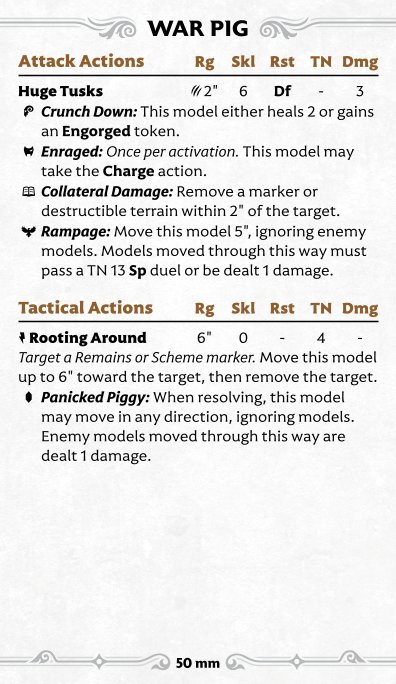 WAR PIG
Attack Actions Rg Skl Rst TN Dmg
Huge Tusks 2" 6 Df - 3
Crunch Down: This model either heals 2 or gains
an Engorged token.
Enraged: Once per activation. This model may
take the Charge action.
Collateral Damage: Remove a marker or
destructible terrain within 2" of the target.
Rampage: Move this model 5", ignoring enemy
models. Models moved through this way must
pass a TN 13 Sp duel or be dealt 1 damage.
Tactical Actions Rg Skl Rst TN Dmg
Rooting Around 6" 0 - 4 -
Target a Remains or Scheme marker. Move this model
up to 6" toward the target, then remove the target.
Panicked Piggy: When resolving, this model
may move in any direction, ignoring models.
Enemy models moved through this way are
dealt 1 damage.
50 mm